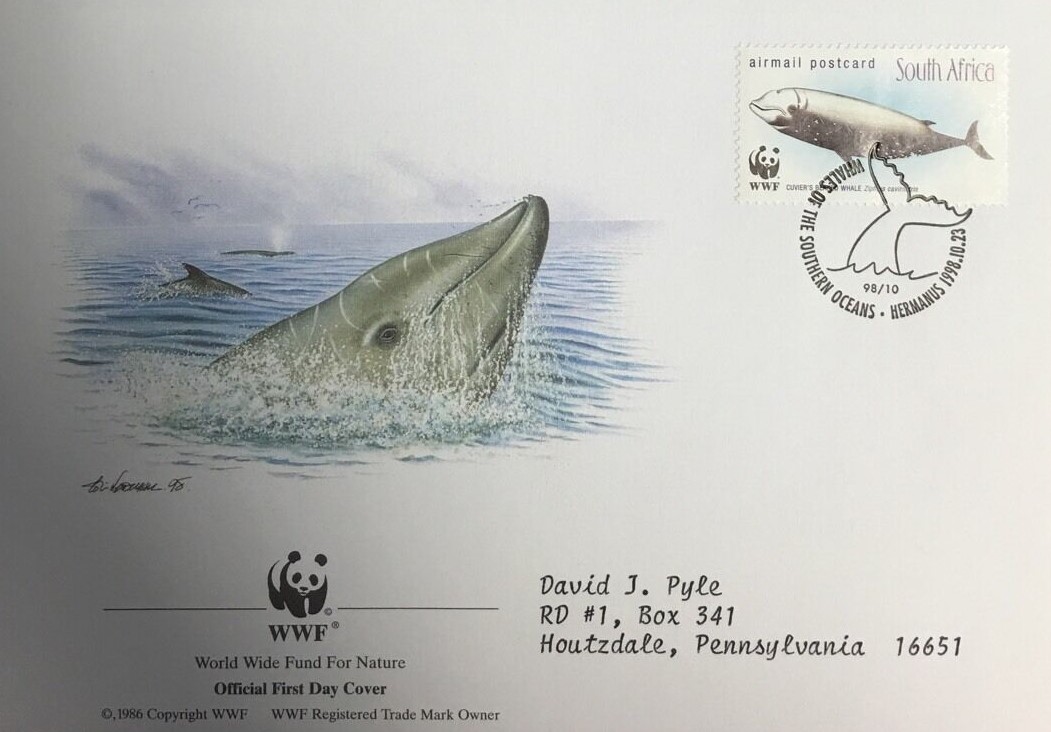 airmail postcard South Africa
WWF
CUVIER'S BEAKED WHALE Ziphius cavirostris
WHALES OF THE SOUTHERN OCEANS • HERMANUS 1998.10.23
98/10
WWF®
World Wide Fund For Nature
Official First Day Cover
©, 1986 Copyright WWF WWF Registered Trade Mark Owner
David J. Pyle
RD #1, Box 341
Houtzdale, Pennsylvania 16651